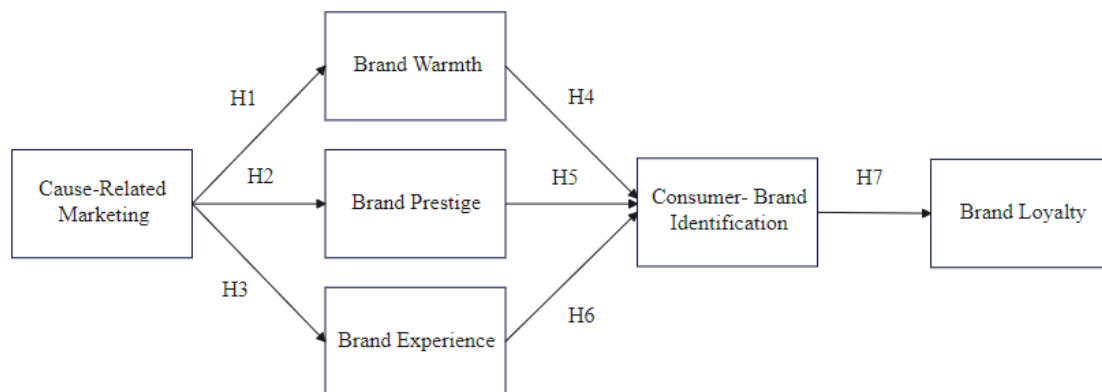 Brand Warmth
H1
H4
Cause-Related
Marketing
H2
Brand Prestige
H5
Consumer- Brand
Identification
H7
Brand Loyalty
H3
Brand Experience
H6